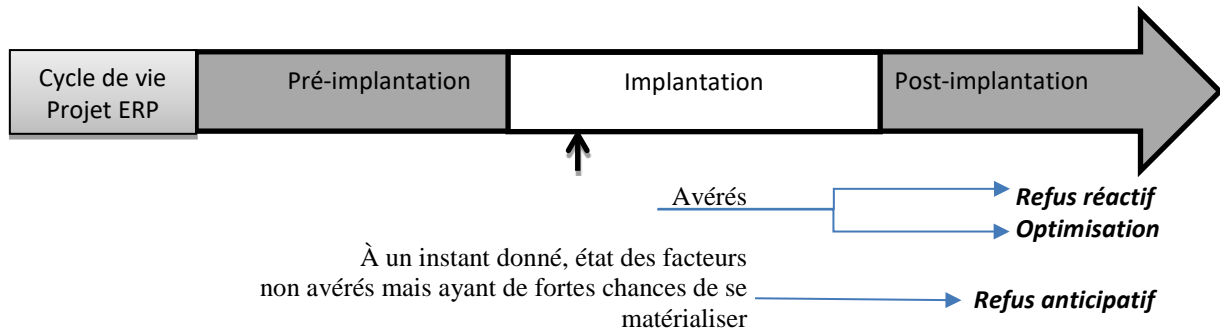 Cycle de vie
Projet ERP
Pré-implantation
Implantation
Post-implantation
Avérés
Refus réactif
Optimisation
À un instant donné, état des facteurs
non avérés mais ayant de fortes chances de se
matérialiser
Refus anticipatif